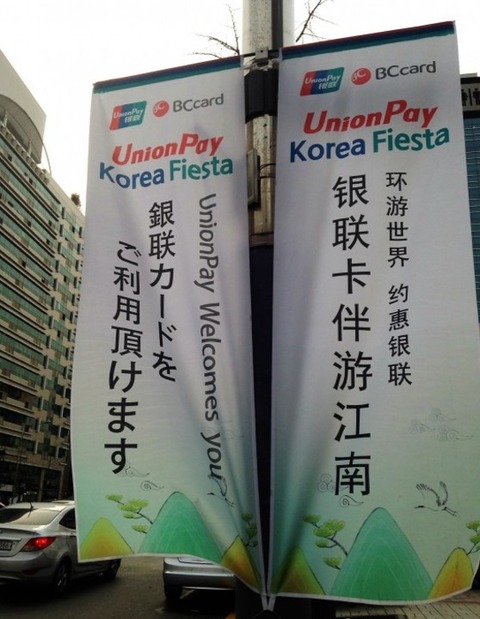 UnionPay
银联
BCcard
UnionPay
Korea Fiesta
UnionPay Welcomes you
銀联カードを
ご利用頂けます
UnionPay
银联
BCcard
UnionPay
Korea Fiesta
环游世界 约惠银联
银联卡伴游江南